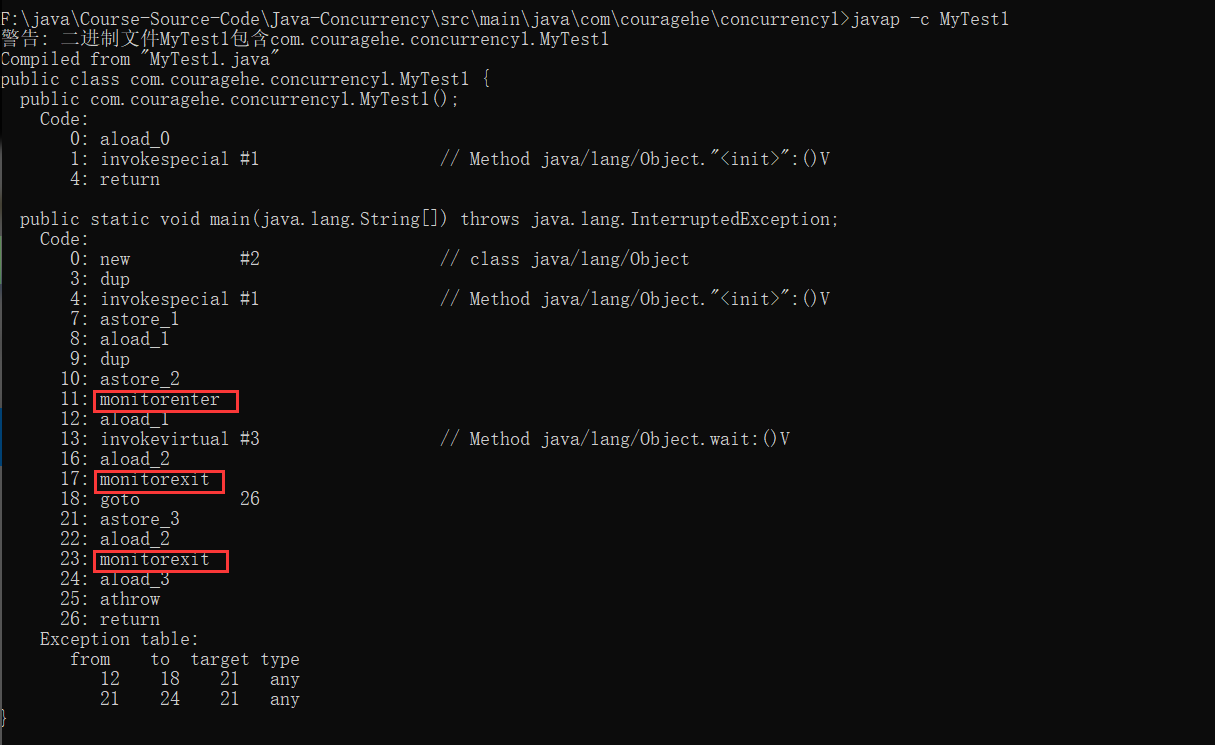 F:\java\Course-Source-Code\Java-Concurrency\src\main\java\com\couragehe\concurrency1>javap -c MyTest1
警告: 二进制文件MyTest1包含com.couragehe.concurrency1.MyTest1
Compiled from "MyTest1.java"
public class com.couragehe.concurrency1.MyTest1 {
  public com.couragehe.concurrency1.MyTest1();
    Code:
       0: aload_0
       1: invokespecial #1                  // Method java/lang/Object."<init>":()V
       4: return

  public static void main(java.lang.String[]) throws java.lang.InterruptedException;
    Code:
       0: new           #2                  // class java/lang/Object
       3: dup
       4: invokespecial #1                  // Method java/lang/Object."<init>":()V
       7: astore_1
       8: aload_1
       9: dup
      10: astore_2
      11: monitorenter
      12: aload_1
      13: invokevirtual #3                  // Method java/lang/Object.wait:()V
      16: aload_2
      17: monitorexit
      18: goto          26
      21: astore_3
      22: aload_2
      23: monitorexit
      24: aload_3
      25: athrow
      26: return
    Exception table:
       from    to  target type
          12    18    21   any
          21    24    21   any
}